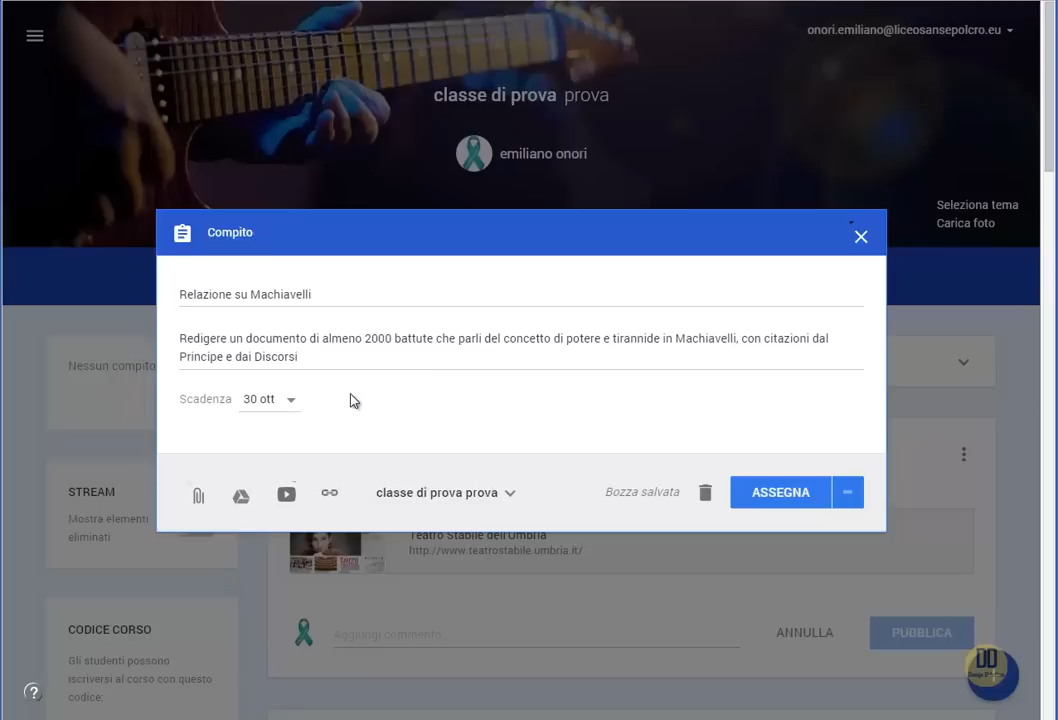 onori.emiliano@liceosansepolcro.eu
classe di prova prova
emiliano onori
Seleziona tema
Carica foto
Compito
Relazione su Machiavelli
Redigere un documento di almeno 2000 battute che parli del concetto di potere e tirannide in Machiavelli, con citazioni dal
Principe e dai Discorsi
Nessun compito
Scadenza 30 ott
STREAM
Mostra elementi
eliminati
classe di prova prova
Bozza salvata
ASSEGNA
Teatro Stabile dell'Umbria
http://www.teatrostabile.umbria.it/
CODICE CORSO
Gli studenti possono
iscriversi al corso con questo
codice:
Aggiungi commento...
ANNULLA
PUBBLICA
?